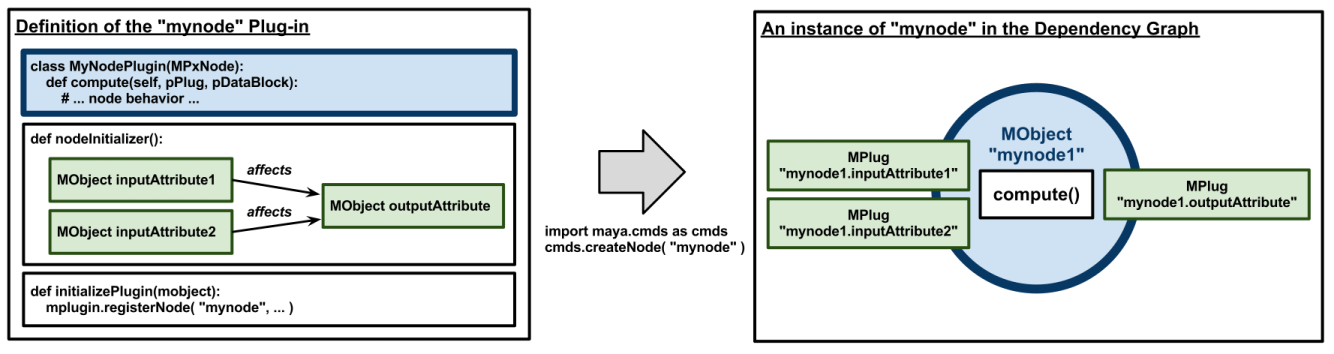 Definition of the "mynode" Plug-in
class MyNodePlugin(MPxNode):
def compute(self, pPlug, pDataBlock):
# ... node behavior ...
def nodeInitializer():
MObject inputAttribute1
affects
MObject outputAttribute
affects
MObject inputAttribute2
def initializePlugin(mobject):
mplugin.registerNode( "mynode", ... )
import maya.cmds as cmds
cmds.createNode( "mynode" )
An instance of "mynode" in the Dependency Graph
MObject
"mynode1"
MPlug
"mynode1.inputAttribute1"
MPlug
"mynode1.inputAttribute2"
compute()
MPlug
"mynode1.outputAttribute"